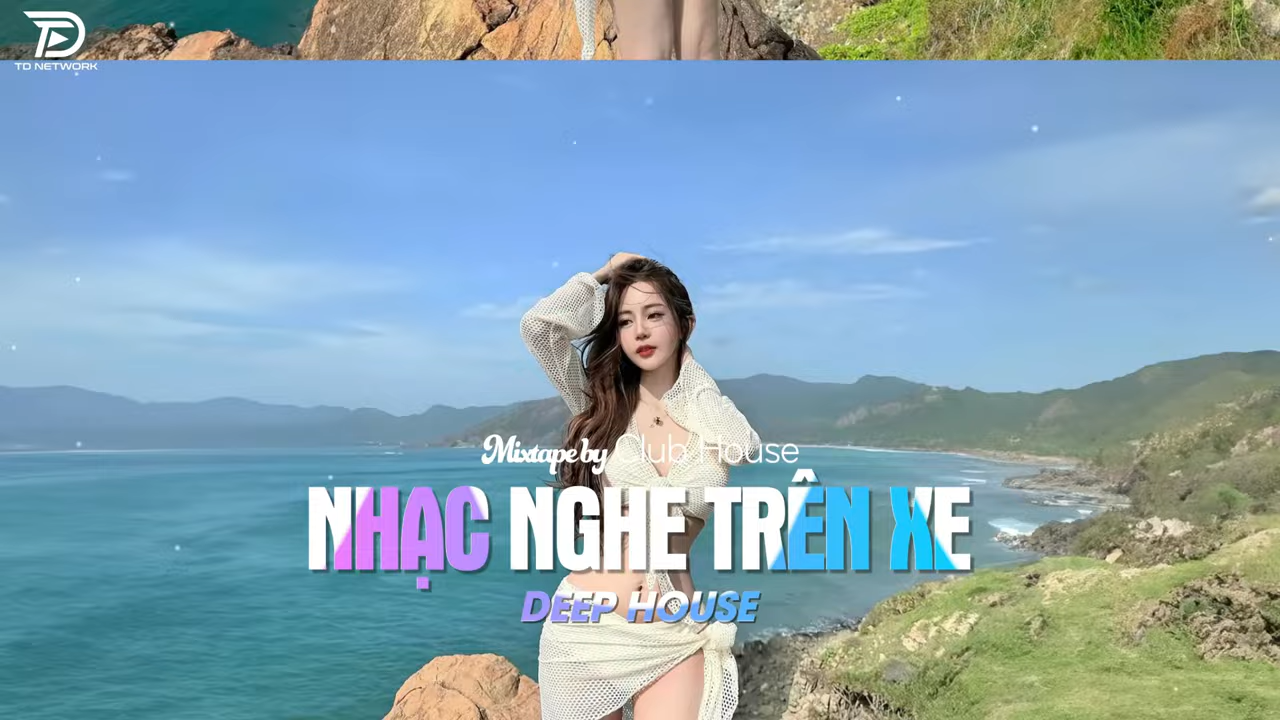 TD NETWORK
Mixtape by Club House
NHẠC NGHE TRÊN XE
DEEP HOUSE